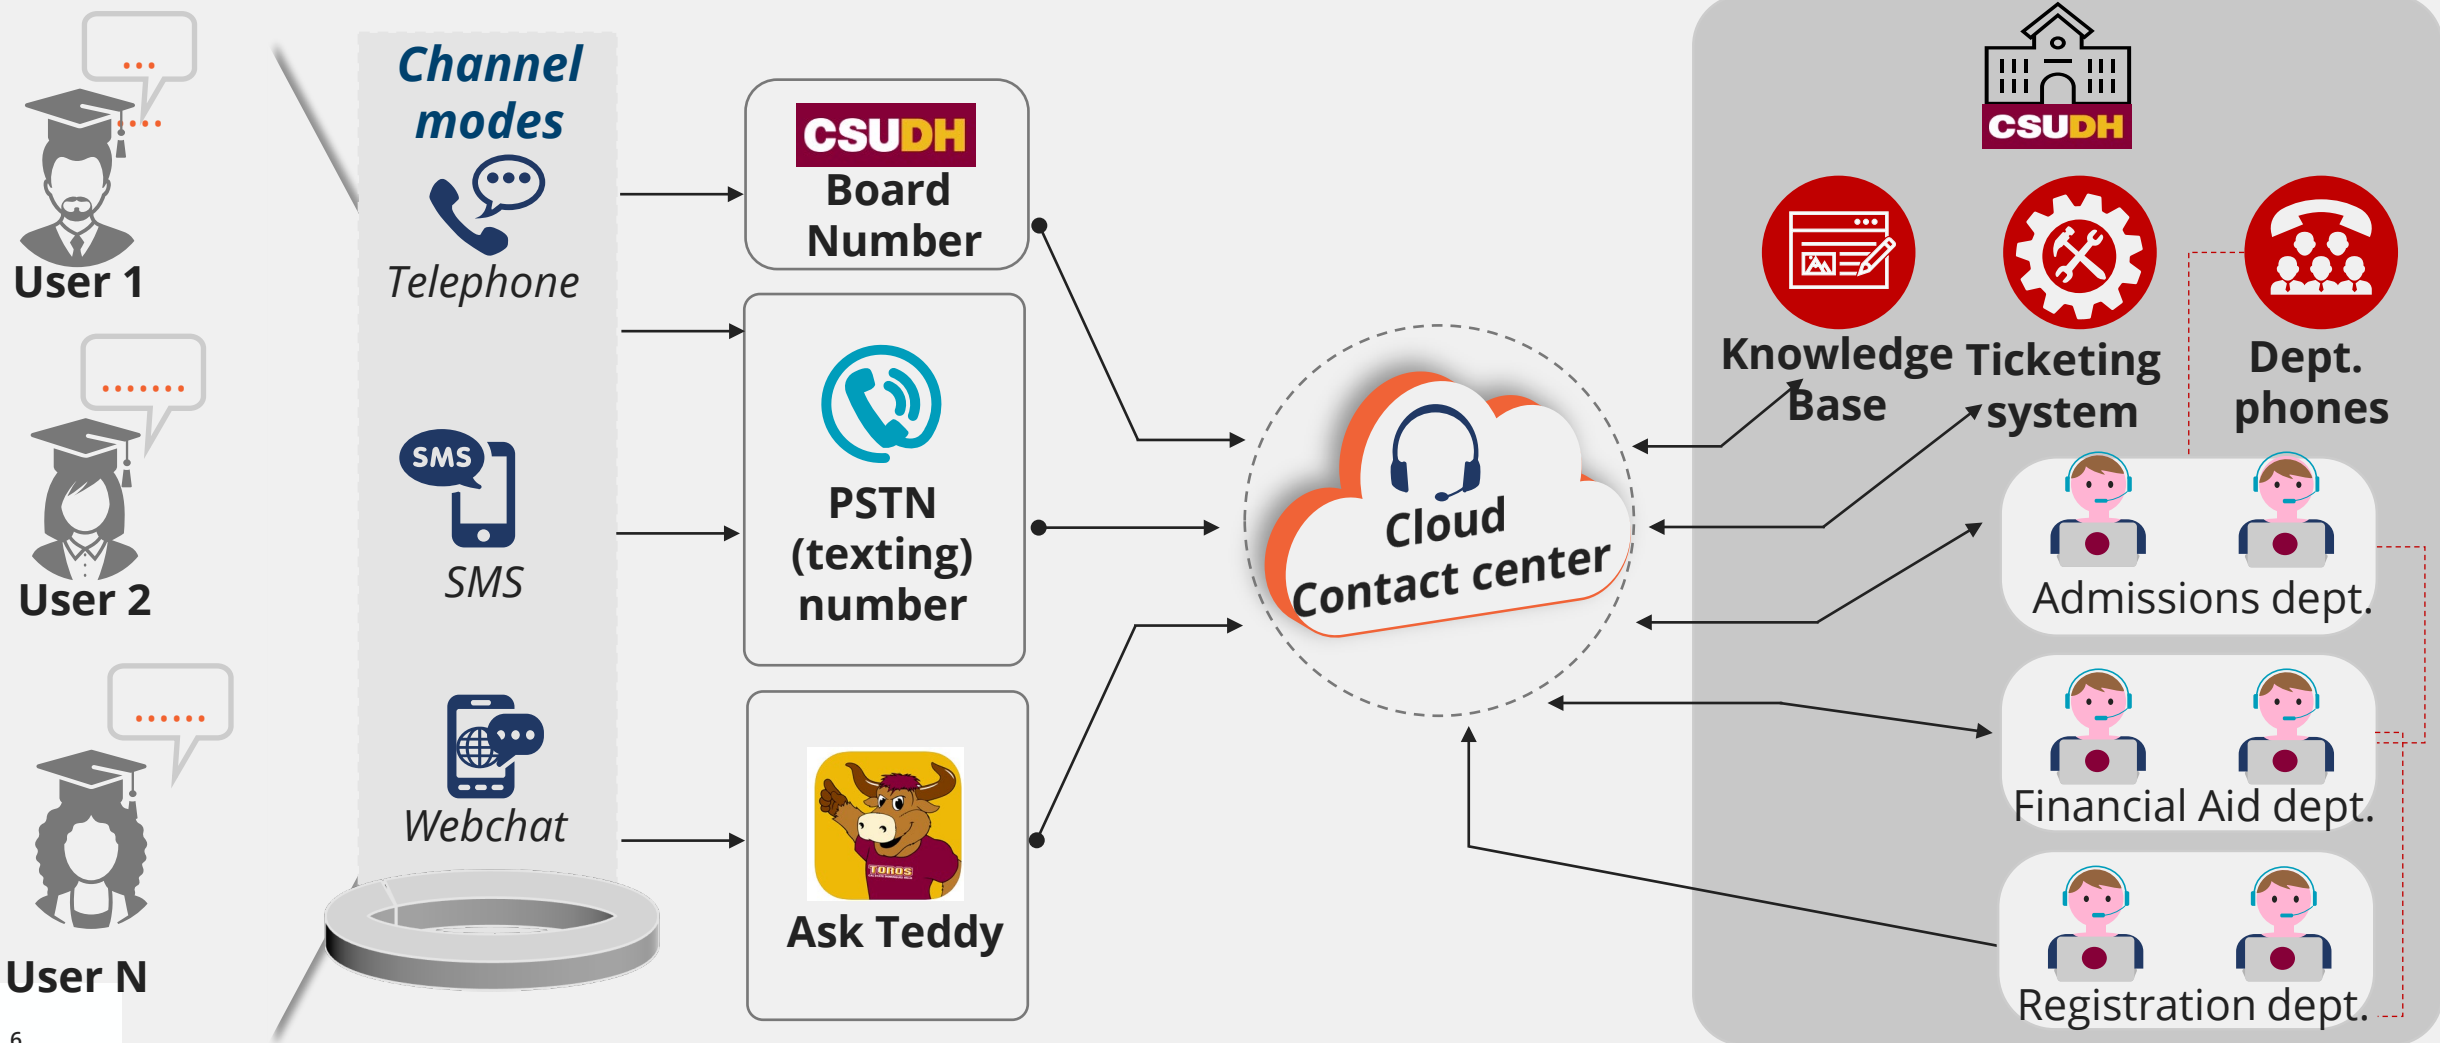 User 1
User 2
User N
6
Channel
modes
Telephone
SMS
SMS
Webchat
CSUDH
Board
Number
PSTN
(texting)
number
TOROS
Ask Teddy
Cloud
Contact center
CSUDH
Knowledge
Base
Ticketing
system
Dept.
phones
Admissions dept.
Financial Aid dept.
Registration dept.